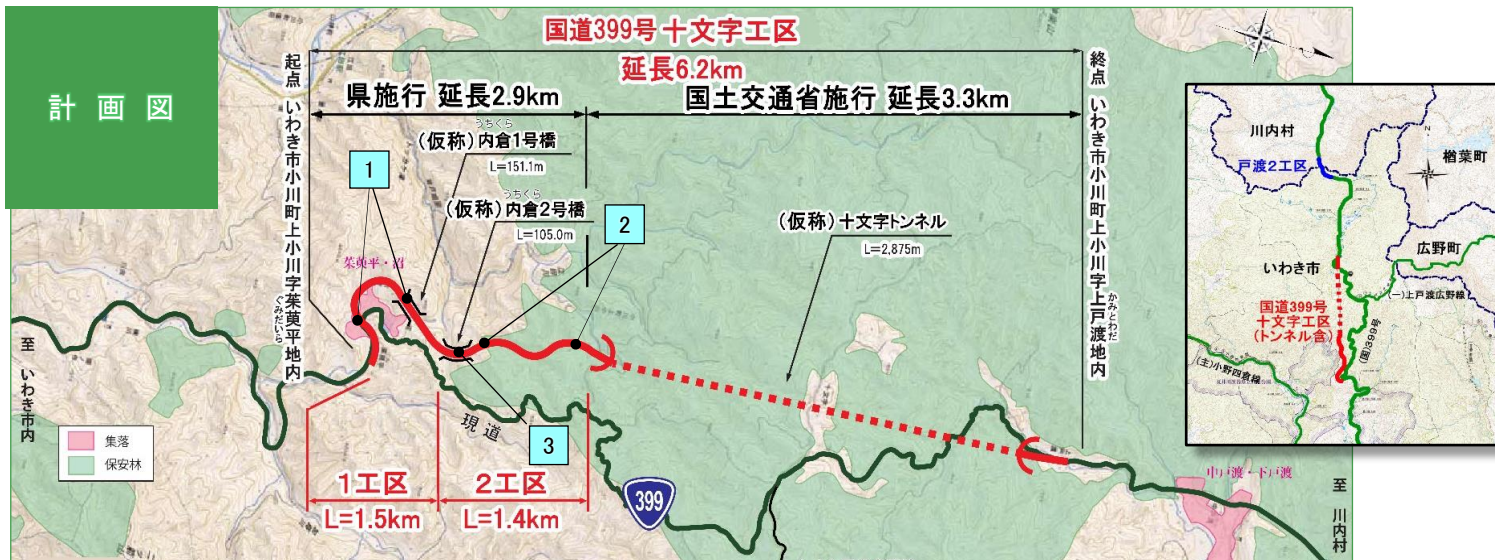 計画図
国道399号 十文字工区
延長6.2km
県施行 延長2.9km
国土交通省施行 延長3.3km
起点 いわき市小川町上小川字茱萸平地内
ぐみだいら
終点 いわき市小川町上小川字上戸渡地内
かみとわだ
うちくら
(仮称)内倉1号橋
L=151.1m
うちくら
(仮称)内倉2号橋
L=105.0m
(仮称)十文字トンネル
L=2,875m
1
2
3
茱萸平・沼
現道
至 いわき市内
集落
保安林
1工区
L=1.5km
2工区
L=1.4km
399
中戸渡・下戸渡
至 川内村
川内村
戸渡2工区
楢葉町
N
広野町
いわき市
(一)上戸渡広野線
国道399号
十文字工区
(トンネル含)
(国)399号
(主)小野四倉線